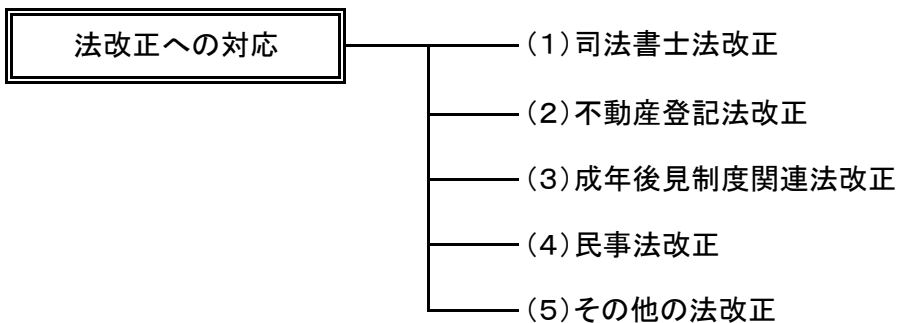 法改正への対応
（1）司法書士法改正
（2）不動産登記法改正
（3）成年後見制度関連法改正
（4）民事法改正
（5）その他の法改正